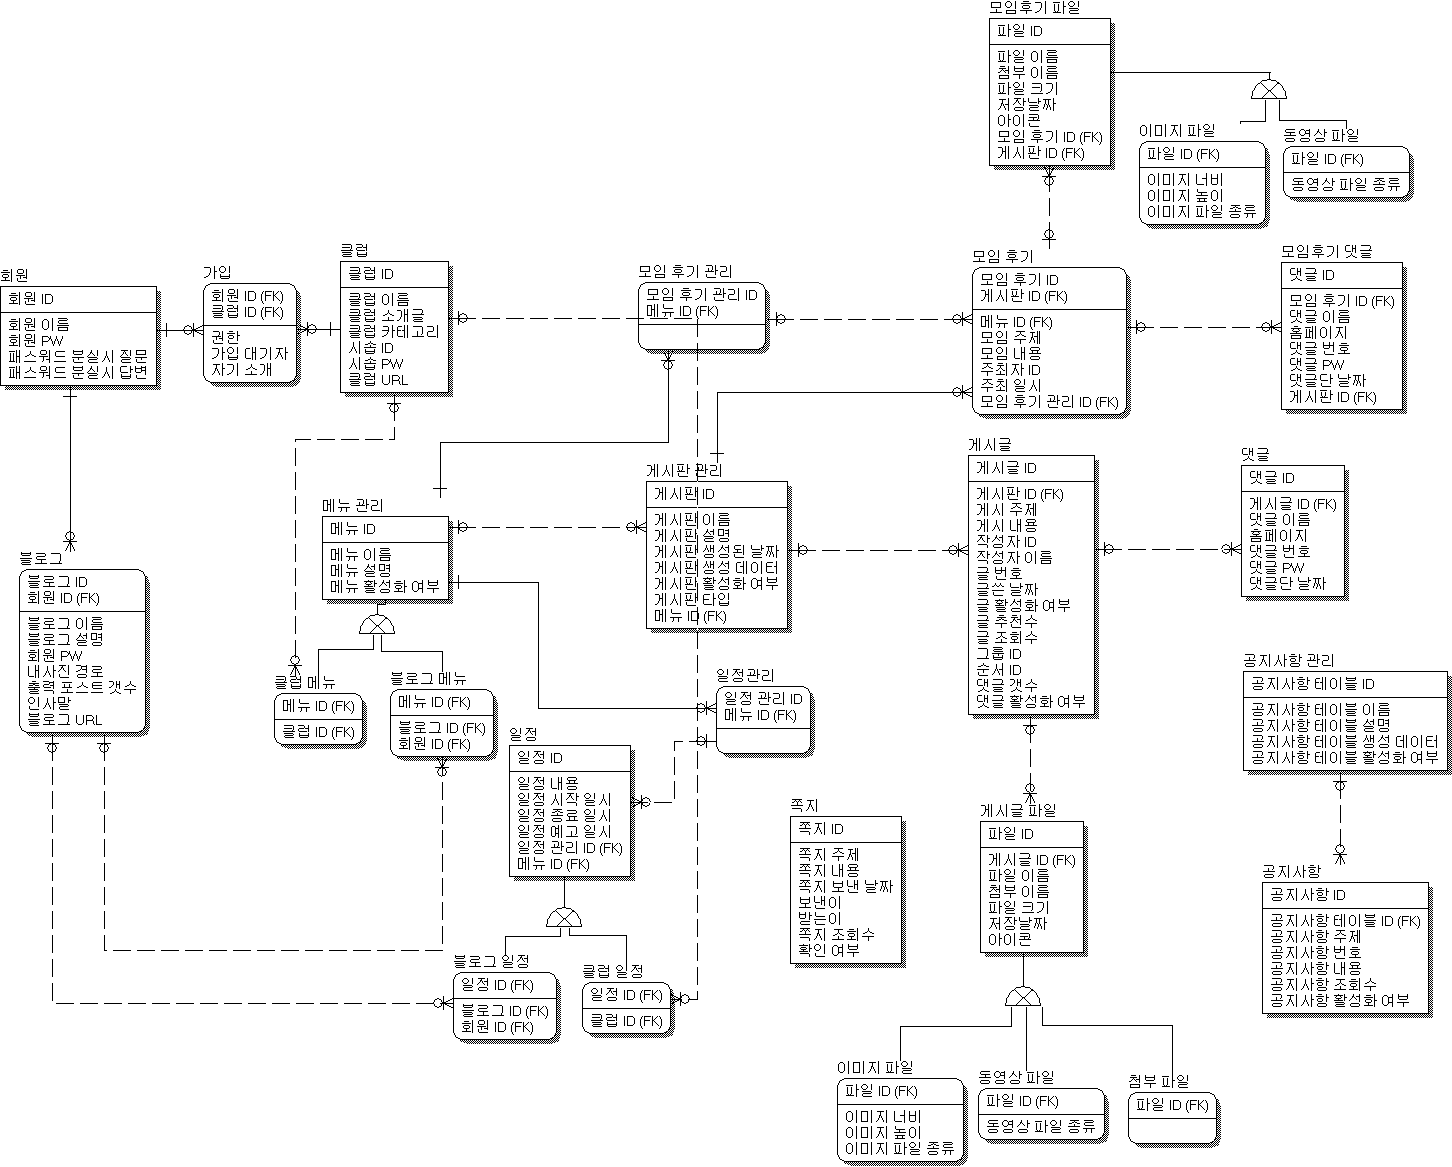 모임후기 파일
파일 ID
파일 이름
첨부 이름
파일 크기
저장날짜
아이콘
모임 후기 ID (FK)
게시판 ID (FK)
이미지 파일
파일 ID (FK)
이미지 너비
이미지 높이
이미지 파일 종류
동영상 파일
파일 ID (FK)
동영상 파일 종류
회원
회원 ID
회원 이름
회원 PW
패스워드 분실시 질문
패스워드 분실시 답변
가입
회원 ID (FK)
클럽 ID (FK)
권한
가입 대기자
자기 소개
클럽
클럽 ID
클럽 이름
클럽 소개글
클럽 카테고리
시솝 ID
시솝 PW
클럽 URL
모임 후기 관리
모임 후기 관리 ID
메뉴 ID (FK)
모임 후기
모임 후기 ID
게시판 ID (FK)
메뉴 ID (FK)
모임 주제
모임 내용
주최자 ID
주최 일시
모임 후기 관리 ID (FK)
모임후기 댓글
댓글 ID
모임 후기 ID (FK)
댓글 이름
홈페이지
댓글 번호
댓글 PW
댓글단 날짜
게시판 ID (FK)
메뉴 관리
메뉴 ID
메뉴 이름
메뉴 설명
메뉴 활성화 여부
게시판 관리
게시판 ID
게시판 이름
게시판 설명
게시판 생성된 날짜
게시판 생성 데이터
게시판 활성화 여부
게시판 타입
메뉴 ID (FK)
게시글
게시글 ID
게시판 ID (FK)
게시 주제
게시 내용
작성자 ID
작성자 이름
글 번호
글쓴 날짜
글 활성화 여부
글 추천수
글 조회수
그룹 ID
순서 ID
댓글 갯수
댓글 활성화 여부
댓글
댓글 ID
게시글 ID (FK)
댓글 이름
홈페이지
댓글 번호
댓글 PW
댓글단 날짜
블로그
블로그 ID
회원 ID (FK)
블로그 이름
블로그 설명
회원 PW
내사진 경로
출력 포스트 갯수
인사말
블로그 URL
클럽 메뉴
메뉴 ID (FK)
클럽 ID (FK)
블로그 메뉴
메뉴 ID (FK)
블로그 ID (FK)
회원 ID (FK)
일정관리
일정 관리 ID
메뉴 ID (FK)
일정
일정 ID
일정 내용
일정 시작 일시
일정 종료 일시
일정 예고 일시
일정 관리 ID (FK)
메뉴 ID (FK)
공지사항 관리
공지사항 테이블 ID
공지사항 테이블 이름
공지사항 테이블 설명
공지사항 테이블 생성 데이터
공지사항 테이블 활성화 여부
쪽지
쪽지 ID
쪽지 주제
쪽지 내용
쪽지 보낸 날짜
보낸이
받는이
쪽지 조회수
확인 여부
게시글 파일
파일 ID
게시글 ID (FK)
파일 이름
첨부 이름
파일 크기
저장날짜
아이콘
공지사항
공지사항 ID
공지사항 테이블 ID (FK)
공지사항 주제
공지사항 번호
공지사항 내용
공지사항 조회수
공지사항 활성화 여부
블로그 일정
일정 ID (FK)
블로그 ID (FK)
회원 ID (FK)
클럽 일정
일정 ID (FK)
클럽 ID (FK)
이미지 파일
파일 ID (FK)
이미지 너비
이미지 높이
이미지 파일 종류
동영상 파일
파일 ID (FK)
동영상 파일 종류
첨부 파일
파일 ID (FK)